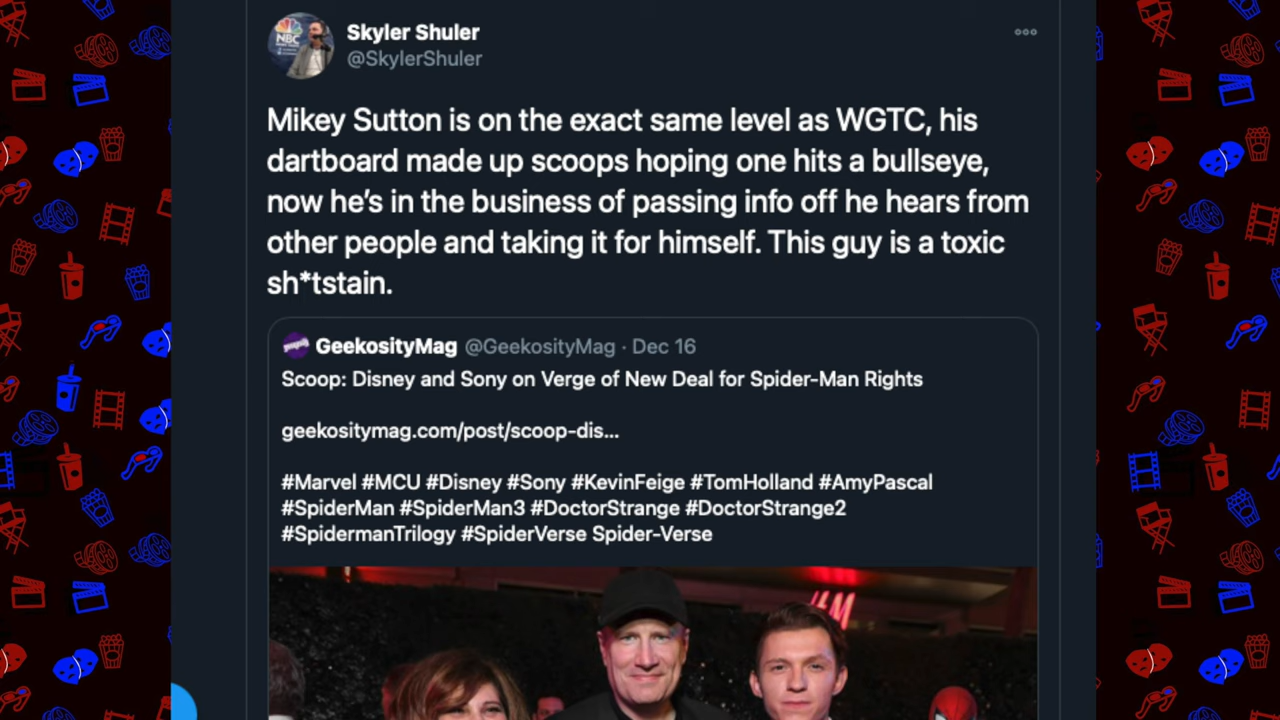 Skyler Shuler
@SkylerShuler
Mikey Sutton is on the exact same level as WGTC, his
dartboard made up scoops hoping one hits a bullseye,
now he’s in the business of passing info off he hears from
other people and taking it for himself. This guy is a toxic
sh*tstain.
GeekosityMag @GeekosityMag · Dec 16
Scoop: Disney and Sony on Verge of New Deal for Spider-Man Rights
geekositymag.com/post/scoop-dis...
#Marvel #MCU #Disney #Sony #KevinFeige #TomHolland #AmyPascal
#SpiderMan #SpiderMan3 #DoctorStrange #DoctorStrange2
#SpidermanTrilogy #SpiderVerse Spider-Verse
NBC
H&M